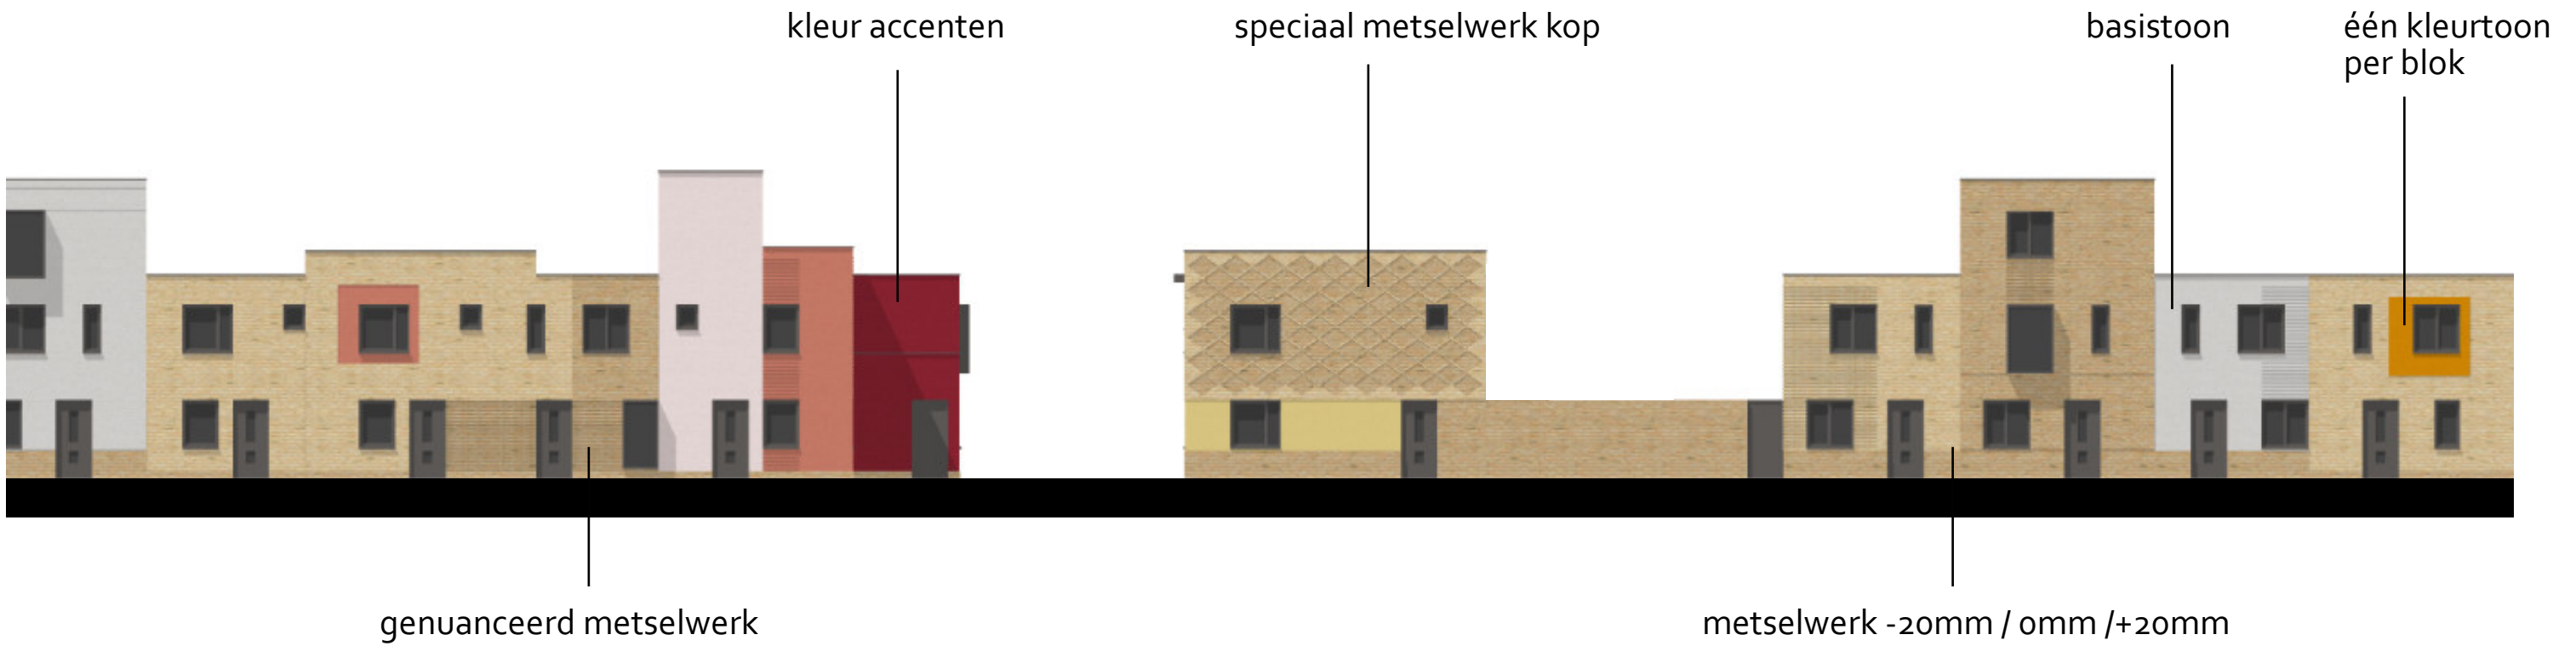 kleur accenten
speciaal metselwerk kop
basistoon
één kleurtoon
per blok
genuanceerd metselwerk
metselwerk -20mm / 0mm /+20mm